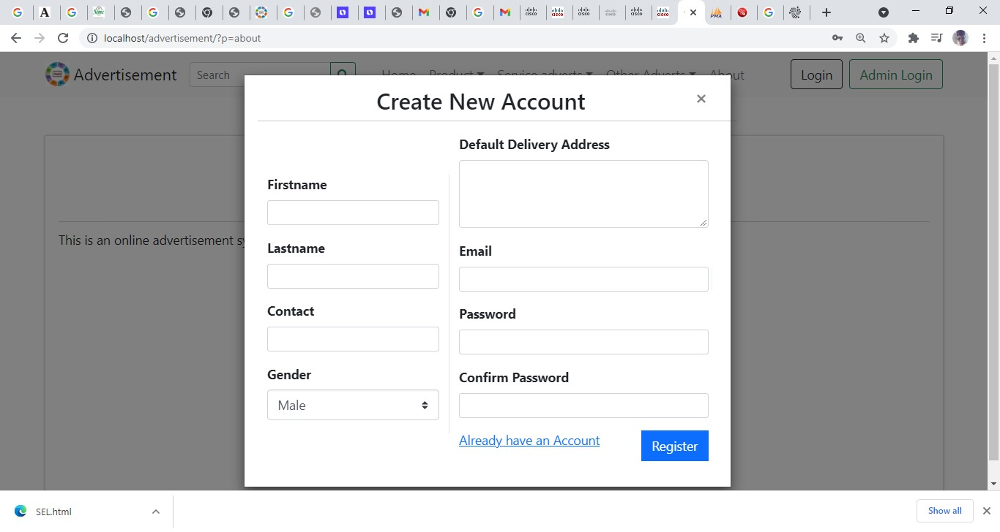 localhost/advertisement/?p=about
Advertisement
Search
Home Product Service adverts Other Adverts About
Login
Admin Login
Create New Account
×
Default Delivery Address
Firstname
Lastname
Email
Contact
Password
Gender
Male
Confirm Password
Already have an Account
Register
This is an online advertisement
SEL.html
Show all